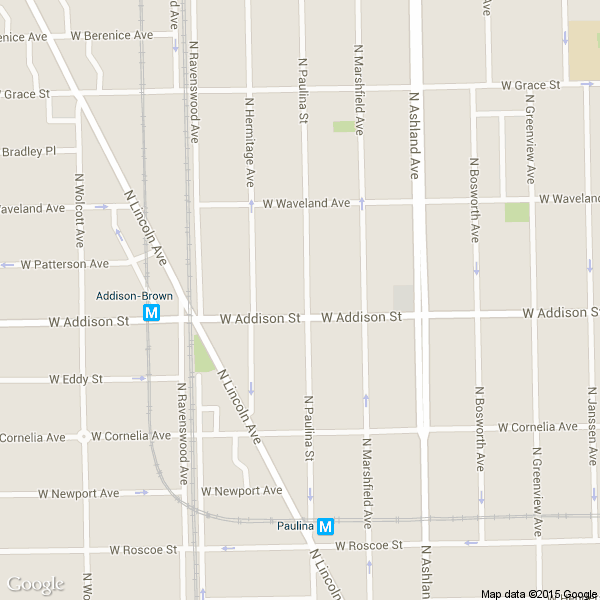 W Berenice Ave
Berenice Ave
N Ravenswood Ave
N Paulina St
N Marshfield Ave
W Grace St
W Grace St
N Ashland Ave
N Greenview Ave
N Hermitage Ave
Bradley Pl
N Wolcott Ave
N Lincoln Ave
N Bosworth Ave
Waveland Ave
W Waveland Ave
W Waveland
W Patterson Ave
Addison-Brown
M
W Addison St
W Addison St
W Addison St
W Addison St
W Eddy St
N Ravenswood Ave
N Lincoln Ave
N Paulina St
N Bosworth Ave
N Janssen Ave
Cornelia Ave
W Cornelia Ave
W Cornelia Ave
N Marshfield Ave
N Greenview Ave
W Newport Ave
W Newport Ave
Paulina
M
W Roscoe St
W Roscoe St
N Lincoln
N Ashland
N Wo
Google
Map data ©2015 Google